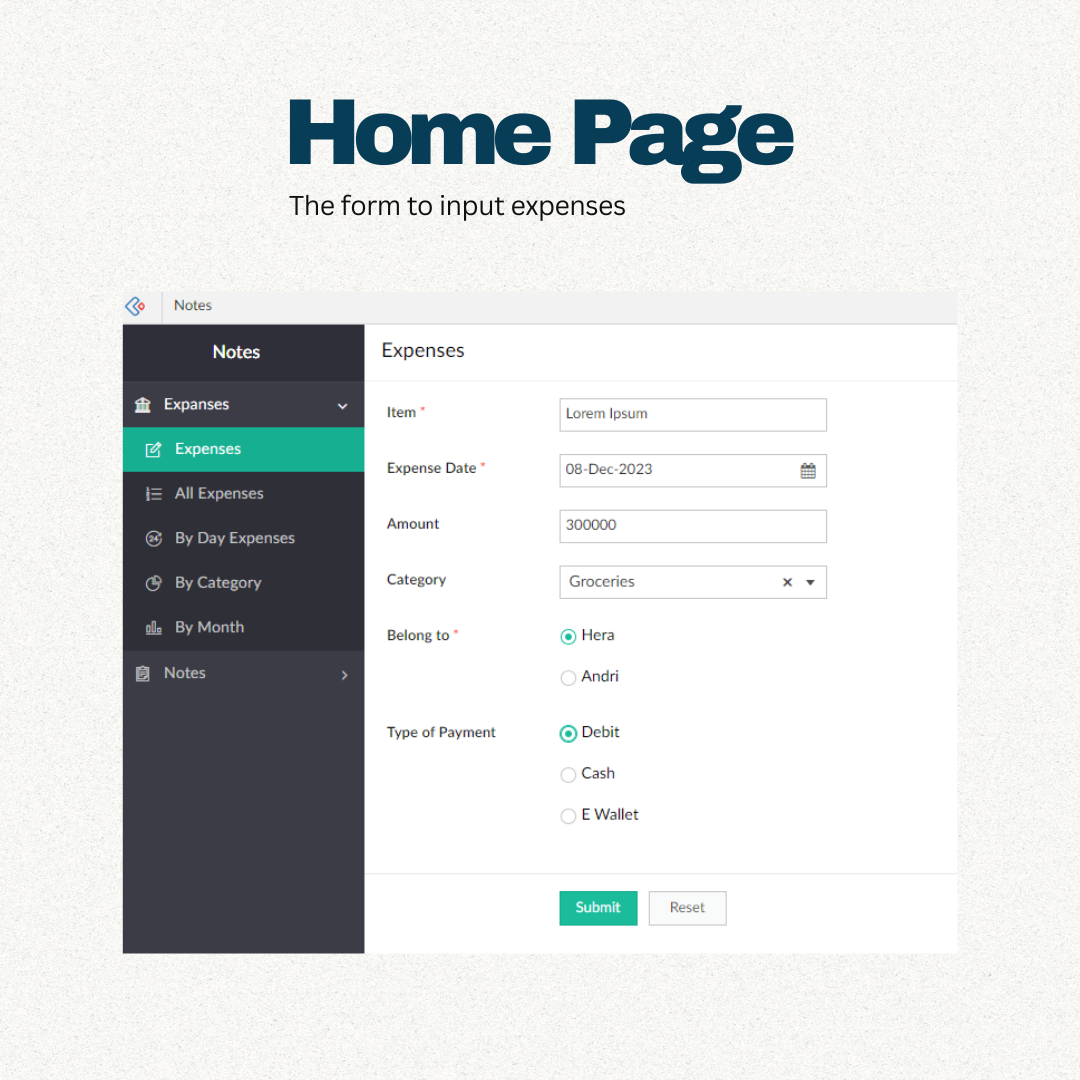 Home Page
The form to input expenses
Notes
Notes
Expanses
Expenses
All Expenses
24
By Day Expenses
By Category
By Month
Notes
Expenses
Item *
Lorem Ipsum
Expense Date *
08-Dec-2023
Amount
300000
Category
Groceries
Belong to *
Hera
Andri
Type of Payment
Debit
Cash
E Wallet
Submit
Reset